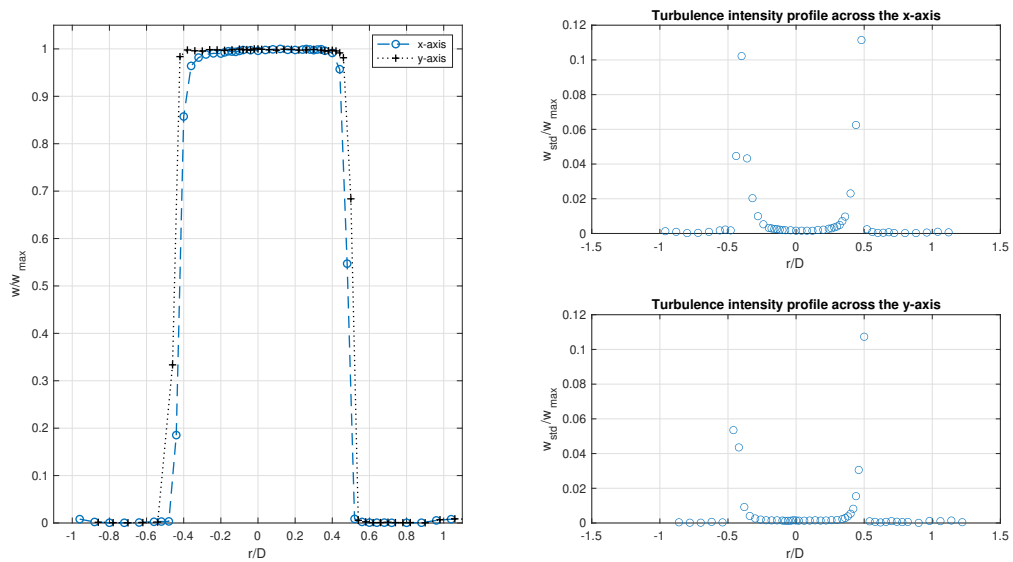 1
0.9
0.8
0.7
0.6
0.5
0.4
0.3
0.2
0.1
0
-1 -0.8 -0.6 -0.4 -0.2 0 0.2 0.4 0.6 0.8 1
r/D
w/w max
x-axis
y-axis
Turbulence intensity profile across the x-axis
0.12
0.1
0.08
0.06
0.04
0.02
0
-1.5 -1 -0.5 0 0.5 1 1.5
r/D
w std/w max
Turbulence intensity profile across the y-axis
0.12
0.1
0.08
0.06
0.04
0.02
0
-1.5 -1 -0.5 0 0.5 1 1.5
r/D
w std/w max